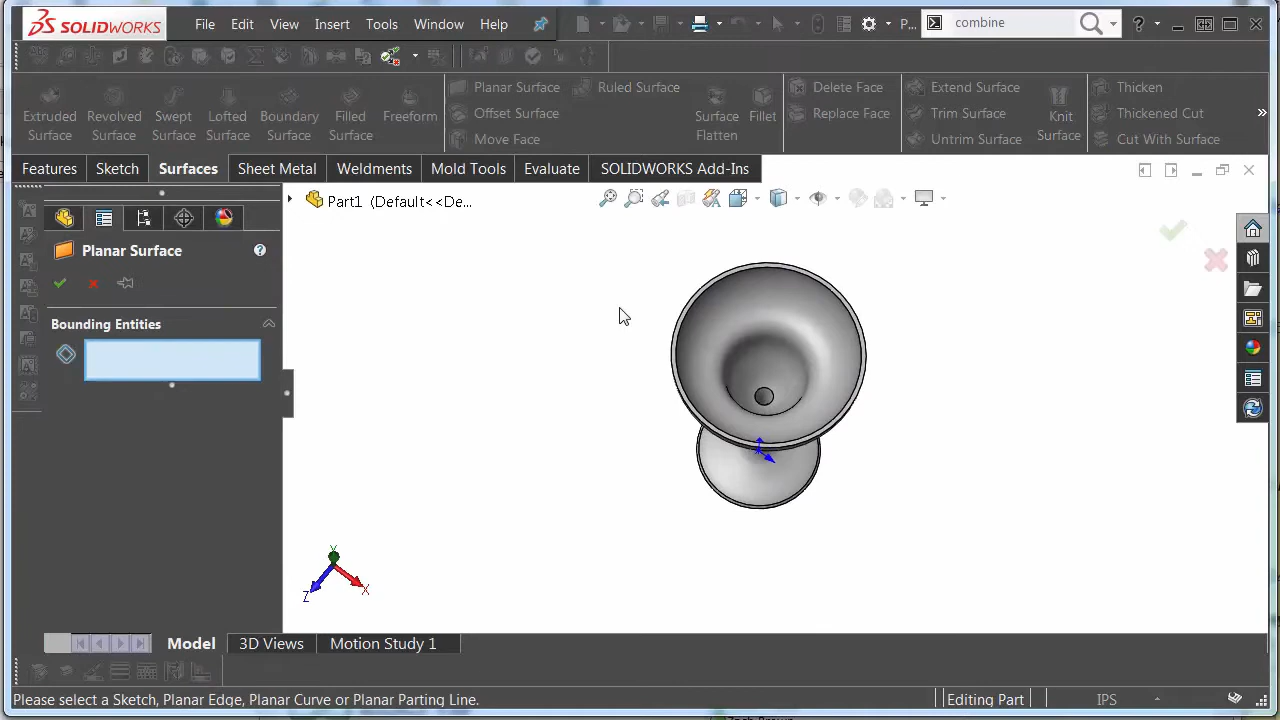 SOLIDWORKS File Edit View Insert Tools Window Help P... combine
Extruded Surface
Revolved Surface
Swept Surface
Lofted Surface
Boundary Surface
Filled Surface
Freeform
Planar Surface
Offset Surface
Move Face
Ruled Surface
Surface Flatten
Fillet
Delete Face
Replace Face
Extend Surface
Trim Surface
Untrim Surface
Knit Surface
Thicken
Thickened Cut
Cut With Surface
Features Sketch Surfaces Sheet Metal Weldments Mold Tools Evaluate SOLIDWORKS Add-Ins
Part1 (Default<<De...
Planar Surface
Bounding Entities
Y
X
Z
Model 3D Views Motion Study 1
Please select a Sketch, Planar Edge, Planar Curve or Planar Parting Line.
Editing Part IPS